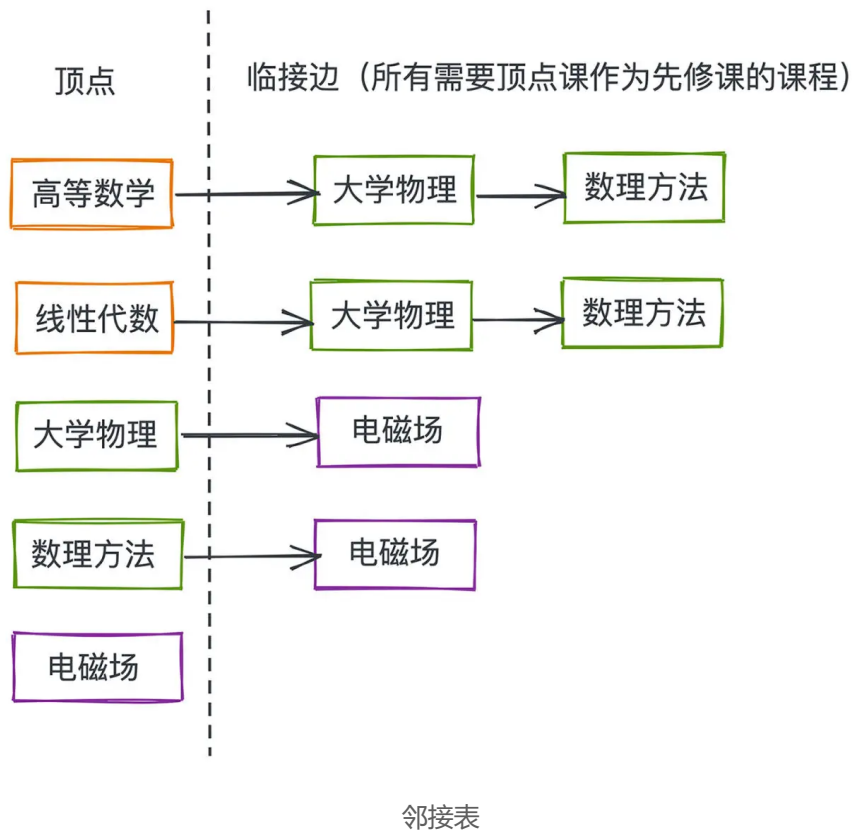 顶点 临接边（所有需要顶点课作为先修课的课程）
高等数学 大学物理 数理方法
线性代数 大学物理 数理方法
大学物理 电磁场
数理方法 电磁场
电磁场
邻接表